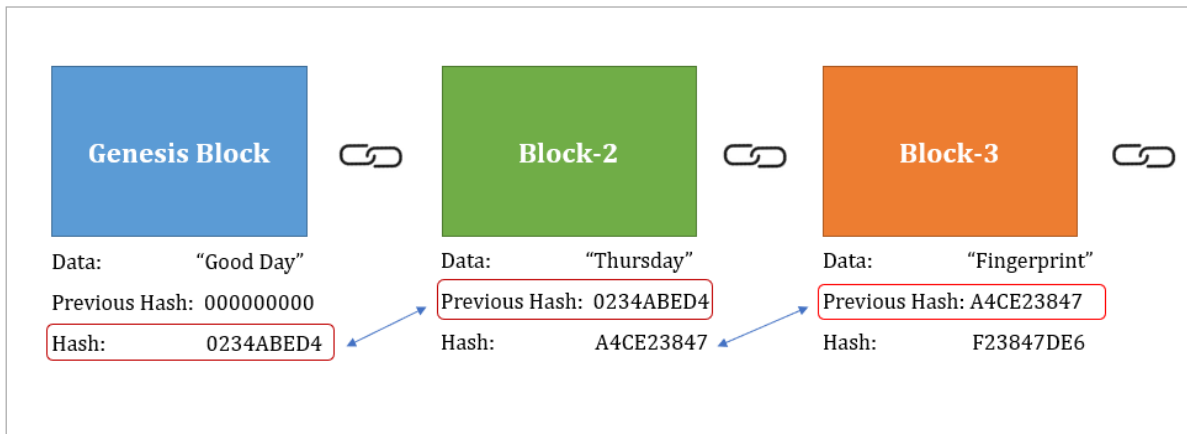 Genesis Block
Block-2
Block-3
Data: “Good Day”
Previous Hash: 000000000
Hash: 0234ABED4
Data: “Thursday”
Previous Hash: 0234ABED4
Hash: A4CE23847
Data: “Fingerprint”
Previous Hash: A4CE23847
Hash: F23847DE6